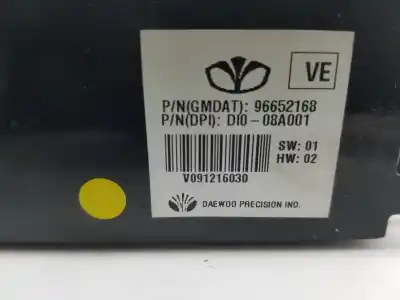 VE
P/N(GMDAT): 96652168
P/N(DPI): DI0-08A001
SW: 01
HW: 02
V091216030
DAEWOO PRECISION IND.